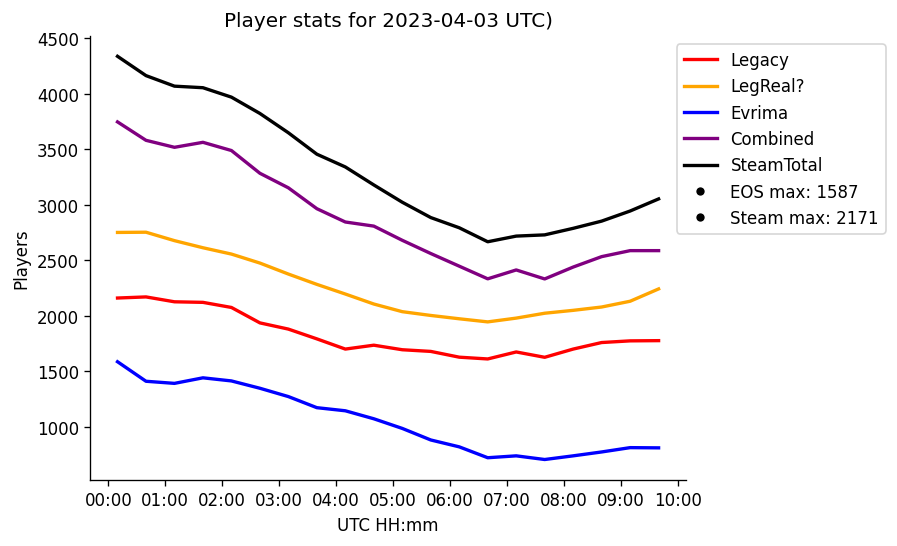 Player stats for 2023-04-03 UTC)
4500
4000
3500
3000
2500
2000
1500
1000
Players
00:00 01:00 02:00 03:00 04:00 05:00 06:00 07:00 08:00 09:00 10:00
UTC HH:mm
Legacy
LegReal?
Evrima
Combined
SteamTotal
EOS max: 1587
Steam max: 2171